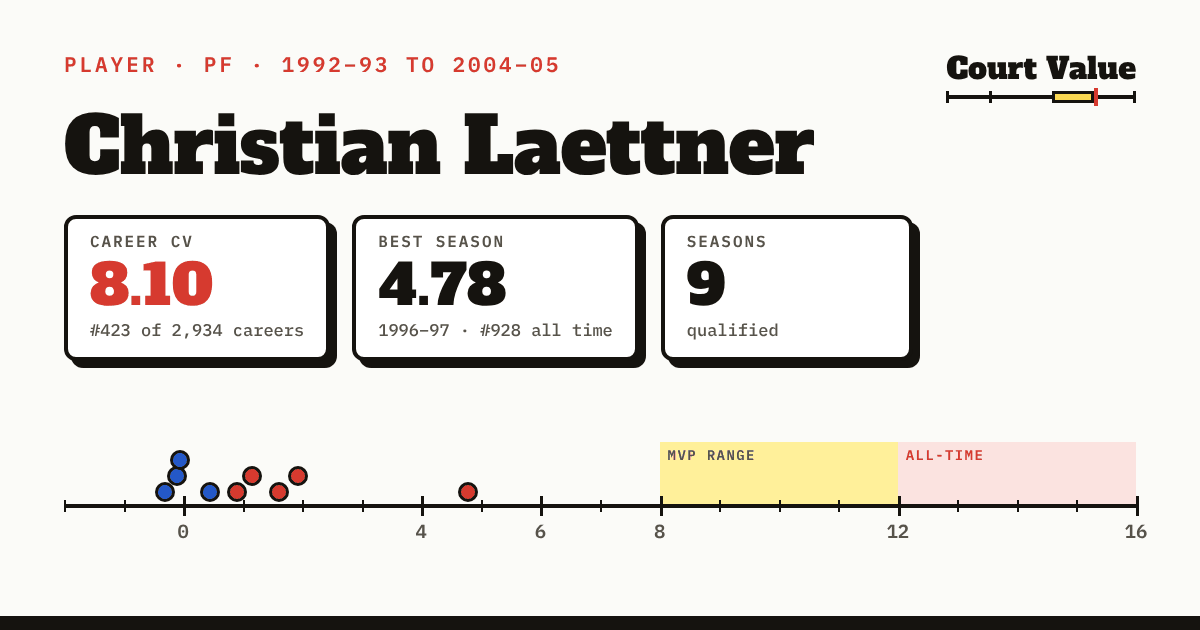 PLAYER · PF · 1992–93 TO 2004–05
Court Value
Christian Laettner
CAREER CV
8.10
#423 of 2,934 careers
BEST SEASON
4.78
1996–97 · #928 all time
SEASONS
9
qualified
MVP RANGE
ALL-TIME
0
4
6
8
12
16